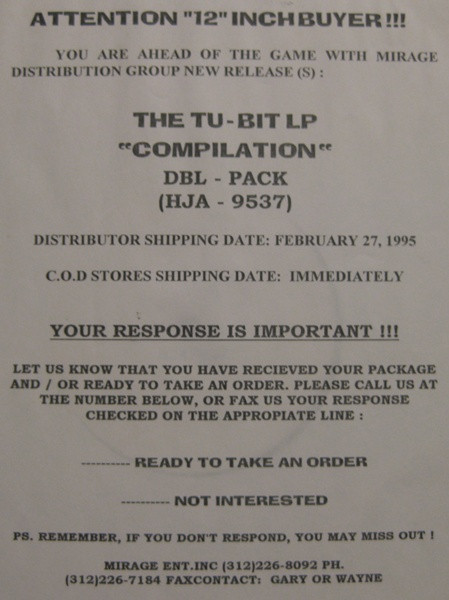 ATTENTION "12" INCH BUYER !!!
YOU ARE AHEAD OF THE GAME WITH MIRAGE
DISTRIBUTION GROUP NEW RELEASE (S) :
THE TU-BIT LP
"COMPILATION"
DBL - PACK
(HJA - 9537)
DISTRIBUTOR SHIPPING DATE: FEBRUARY 27, 1995
C.O.D STORES SHIPPING DATE: IMMEDIATELY
YOUR RESPONSE IS IMPORTANT !!!
LET US KNOW THAT YOU HAVE RECIEVED YOUR PACKAGE
AND / OR READY TO TAKE AN ORDER. PLEASE CALL US AT
THE NUMBER BELOW, OR FAX US YOUR RESPONSE
CHECKED ON THE APPROPIATE LINE :
---------- READY TO TAKE AN ORDER
---------- NOT INTERESTED
PS. REMEMBER, IF YOU DON'T RESPOND, YOU MAY MISS OUT !
MIRAGE ENT.INC (312)226-8092 PH.
(312)226-7184 FAXCONTACT: GARY OR WAYNE